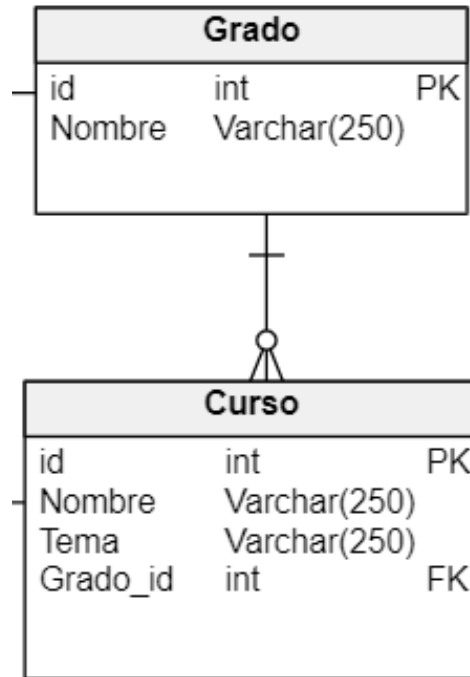 Grado
id int PK
Nombre Varchar(250)
Curso
id int PK
Nombre Varchar(250)
Tema Varchar(250)
Grado_id int FK